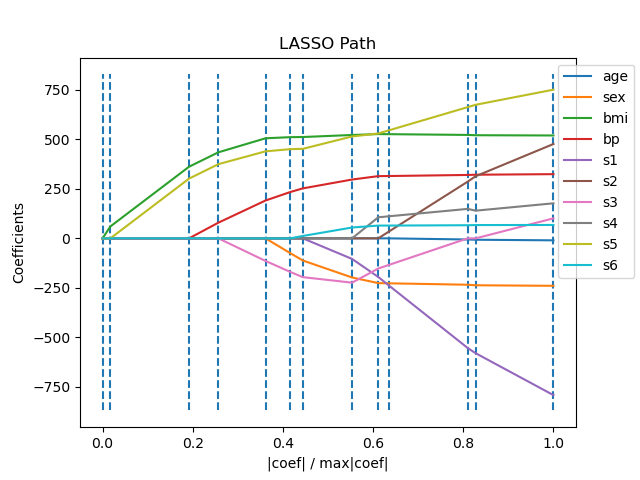 LASSO Path
750
500
250
0
−250
−500
−750
Coefficients
0.0 0.2 0.4 0.6 0.8 1.0
|coef| / max|coef|
age
sex
bmi
bp
s1
s2
s3
s4
s5
s6